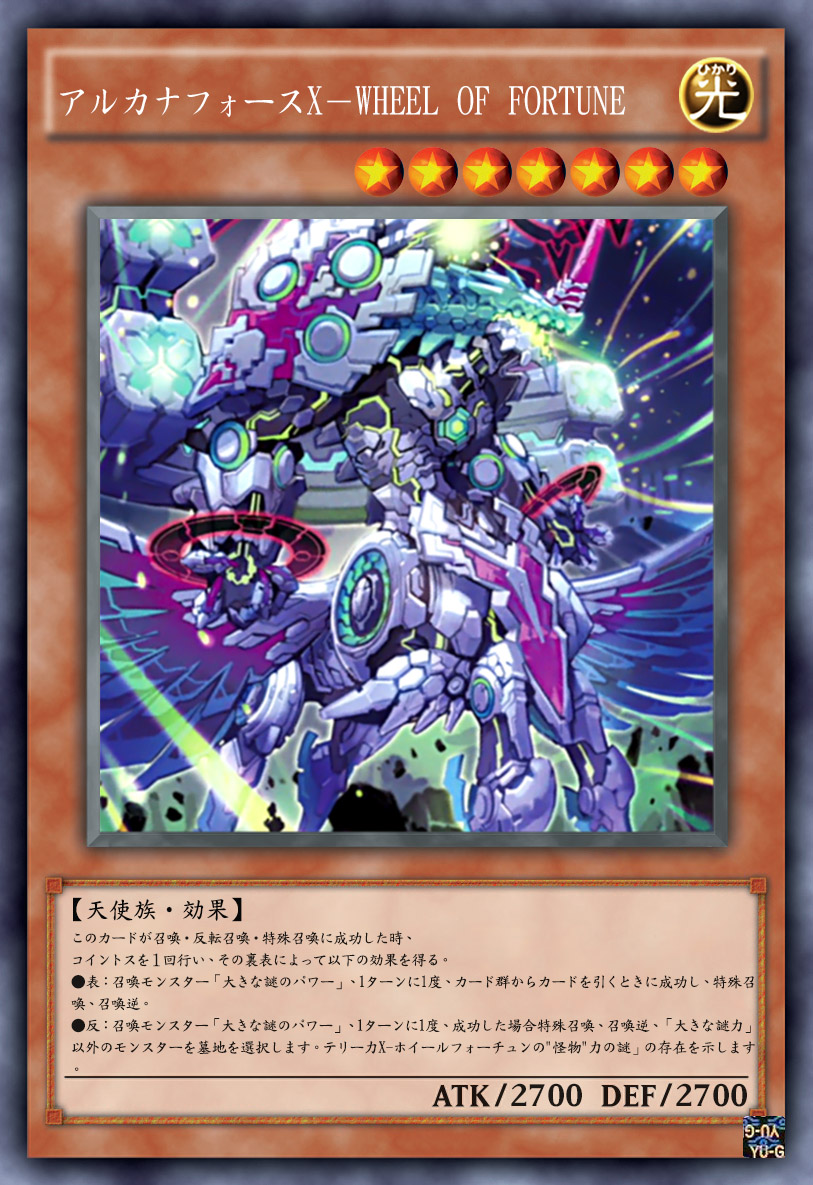 アルカナフォースX－WHEEL OF FORTUNE
ひかり
光
【天使族・効果】
このカードが召喚・反転召喚・特殊召喚に成功した時、
コイントスを1回行い、その裏表によって以下の効果を得る。
●表：召喚モンスター「大きな謎のパワー」、1ターンに1度、カード群からカードを引くときに成功し、特殊召
喚、召喚逆。
●反：召喚モンスター「大きな謎のパワー」、1ターンに1度、成功した場合特殊召喚、召喚逆、「大きな謎力」
以外のモンスターを墓地を選択します。テリーカX-ホイールフォーチュンの"怪物"力の謎」の存在を示します
。
ATK/2700 DEF/2700
YU-G
YU-G